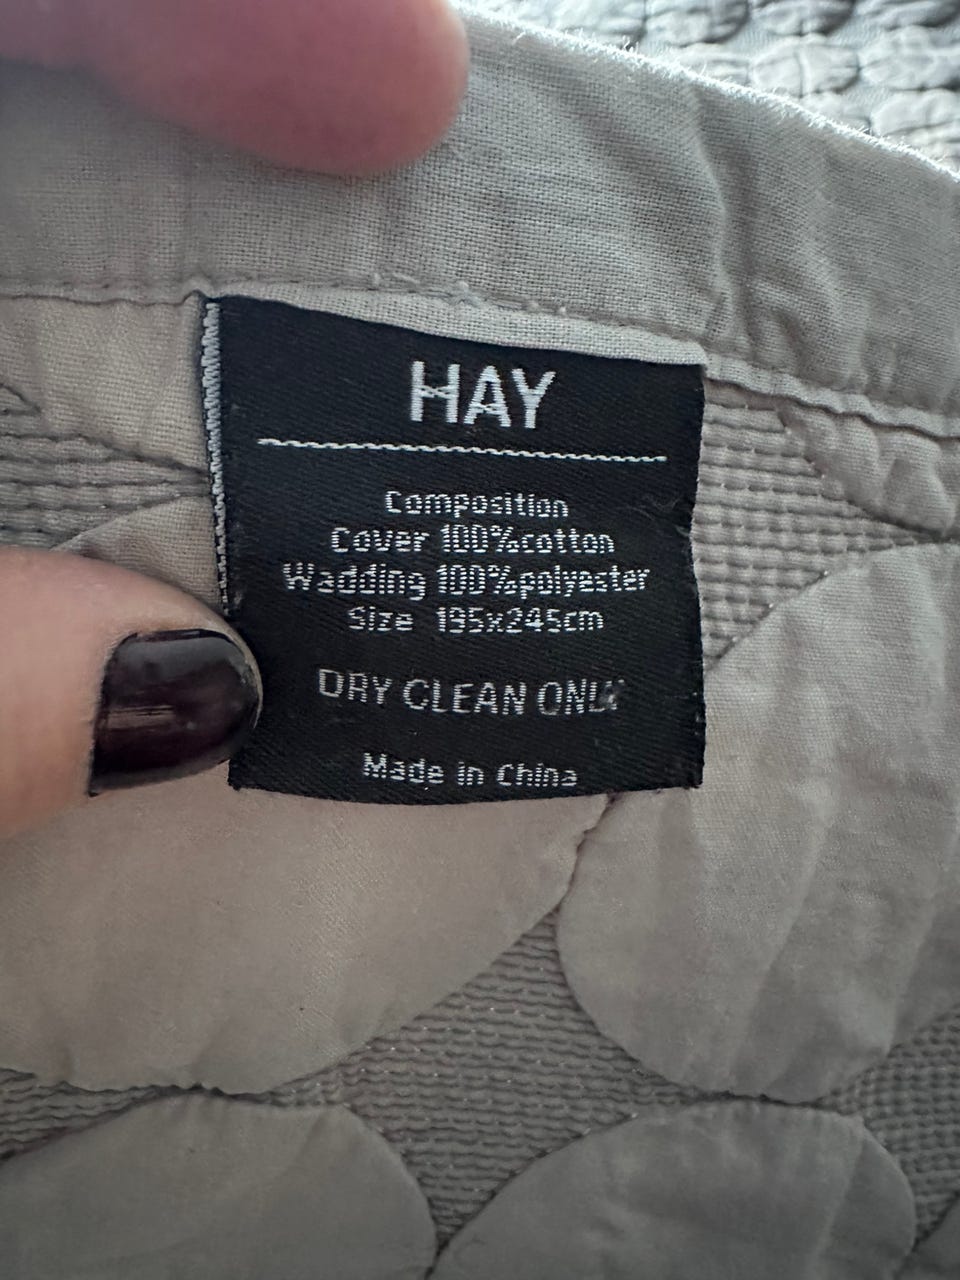 HAY
Composition
Cover 100%cotton
Wadding 100%polyester
Size 195x245cm
DRY CLEAN ONLY
Made in China